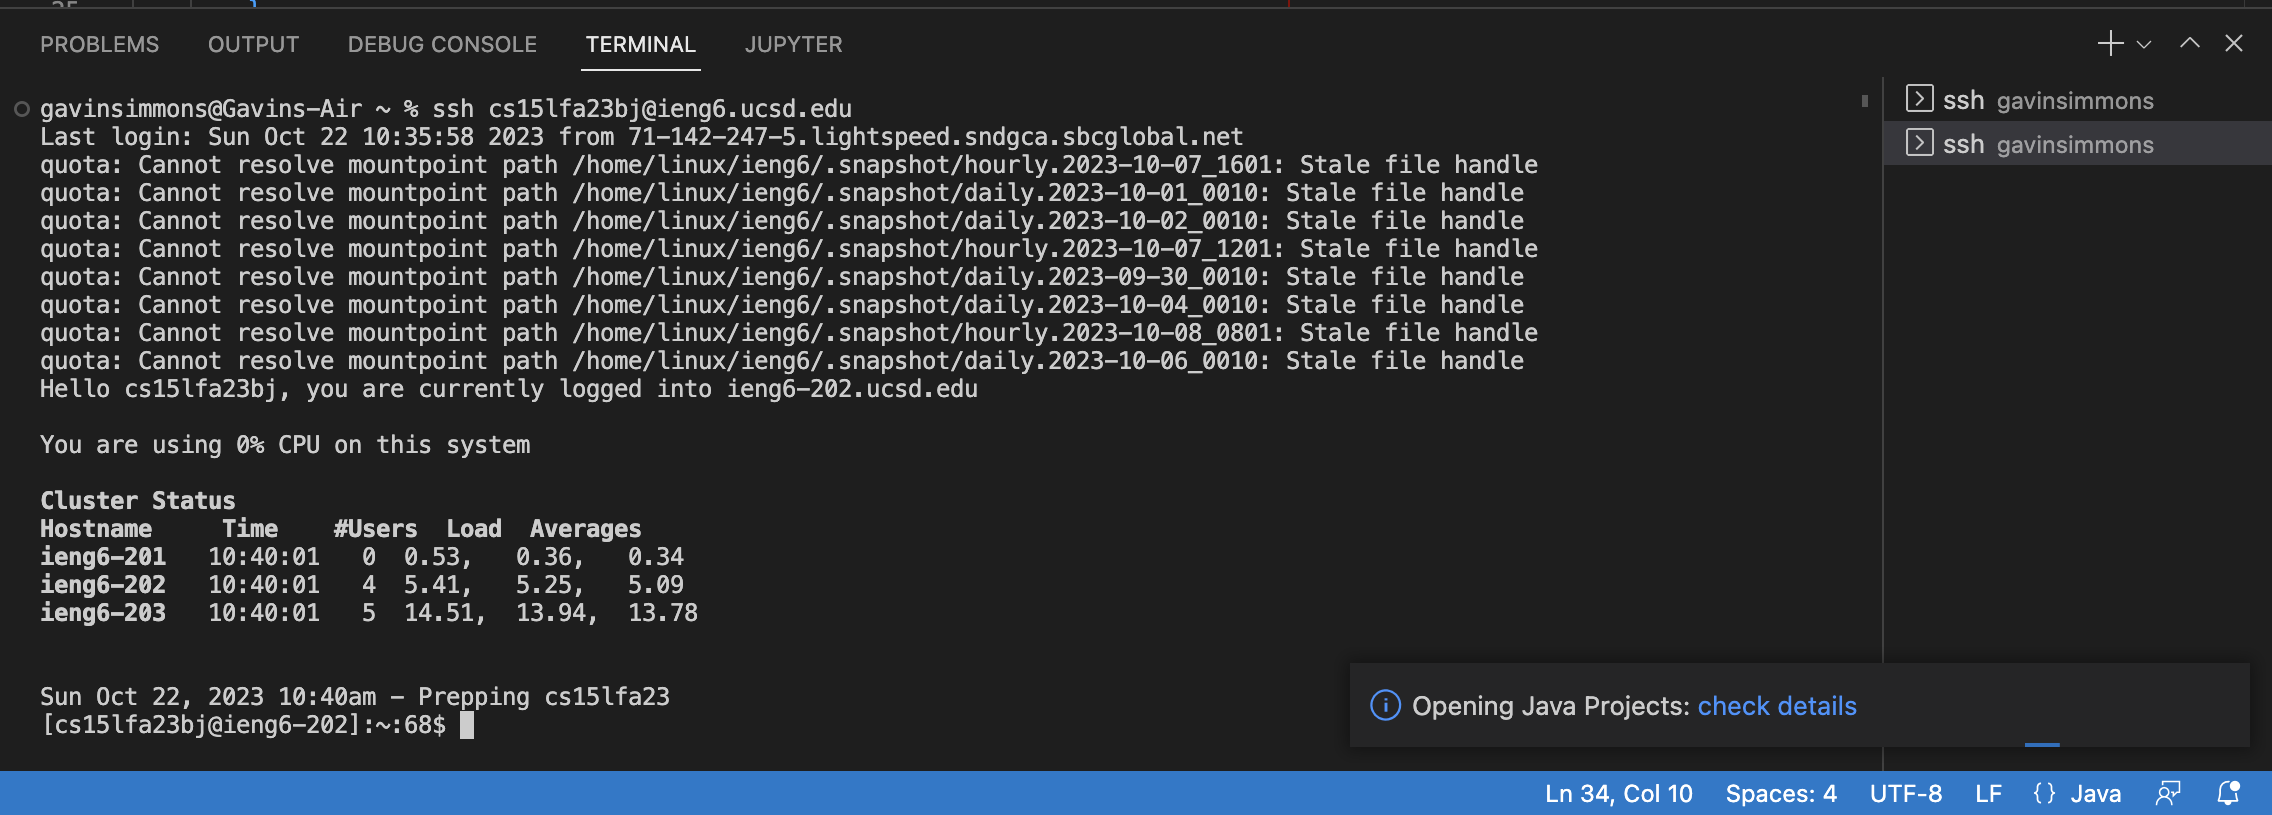 PROBLEMS OUTPUT DEBUG CONSOLE TERMINAL JUPYTER
gavinsimmons@Gavins-Air ~ % ssh cs15lfa23bj@ieng6.ucsd.edu
Last login: Sun Oct 22 10:35:58 2023 from 71-142-247-5.lightspeed.sndgca.sbcglobal.net
quota: Cannot resolve mountpoint path /home/linux/ieng6/.snapshot/hourly.2023-10-07_1601: Stale file handle
quota: Cannot resolve mountpoint path /home/linux/ieng6/.snapshot/daily.2023-10-01_0010: Stale file handle
quota: Cannot resolve mountpoint path /home/linux/ieng6/.snapshot/daily.2023-10-02_0010: Stale file handle
quota: Cannot resolve mountpoint path /home/linux/ieng6/.snapshot/hourly.2023-10-07_1201: Stale file handle
quota: Cannot resolve mountpoint path /home/linux/ieng6/.snapshot/daily.2023-09-30_0010: Stale file handle
quota: Cannot resolve mountpoint path /home/linux/ieng6/.snapshot/daily.2023-10-04_0010: Stale file handle
quota: Cannot resolve mountpoint path /home/linux/ieng6/.snapshot/hourly.2023-10-08_0801: Stale file handle
quota: Cannot resolve mountpoint path /home/linux/ieng6/.snapshot/daily.2023-10-06_0010: Stale file handle
Hello cs15lfa23bj, you are currently logged into ieng6-202.ucsd.edu
You are using 0% CPU on this system
Cluster Status
Hostname Time #Users Load Averages
ieng6-201 10:40:01 0 0.53, 0.36, 0.34
ieng6-202 10:40:01 4 5.41, 5.25, 5.09
ieng6-203 10:40:01 5 14.51, 13.94, 13.78
Sun Oct 22, 2023 10:40am - Prepping cs15lfa23
[cs15lfa23bj@ieng6-202]:~:68$
ssh gavinsimmons
ssh gavinsimmons
Opening Java Projects: check details
Ln 34, Col 10 Spaces: 4 UTF-8 LF {} Java